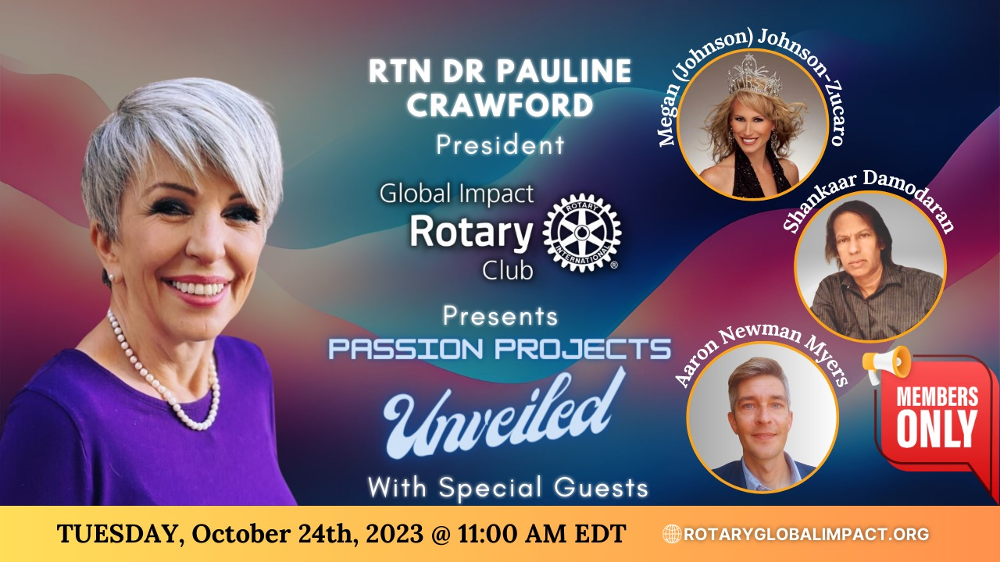 RTN DR PAULINE
CRAWFORD
President
Global Impact
Rotary
Club
ROTARY
INTERNATIONAL
®
Presents
PASSION PROJECTS
Unveiled
With Special Guests
Megan (Johnson) Johnson-Zucaro
Shankaar Damodaran
Aaron Newman Myers
MEMBERS
ONLY
TUESDAY, October 24th, 2023 @ 11:00 AM EDT
ROTARYGLOBALIMPACT.ORG